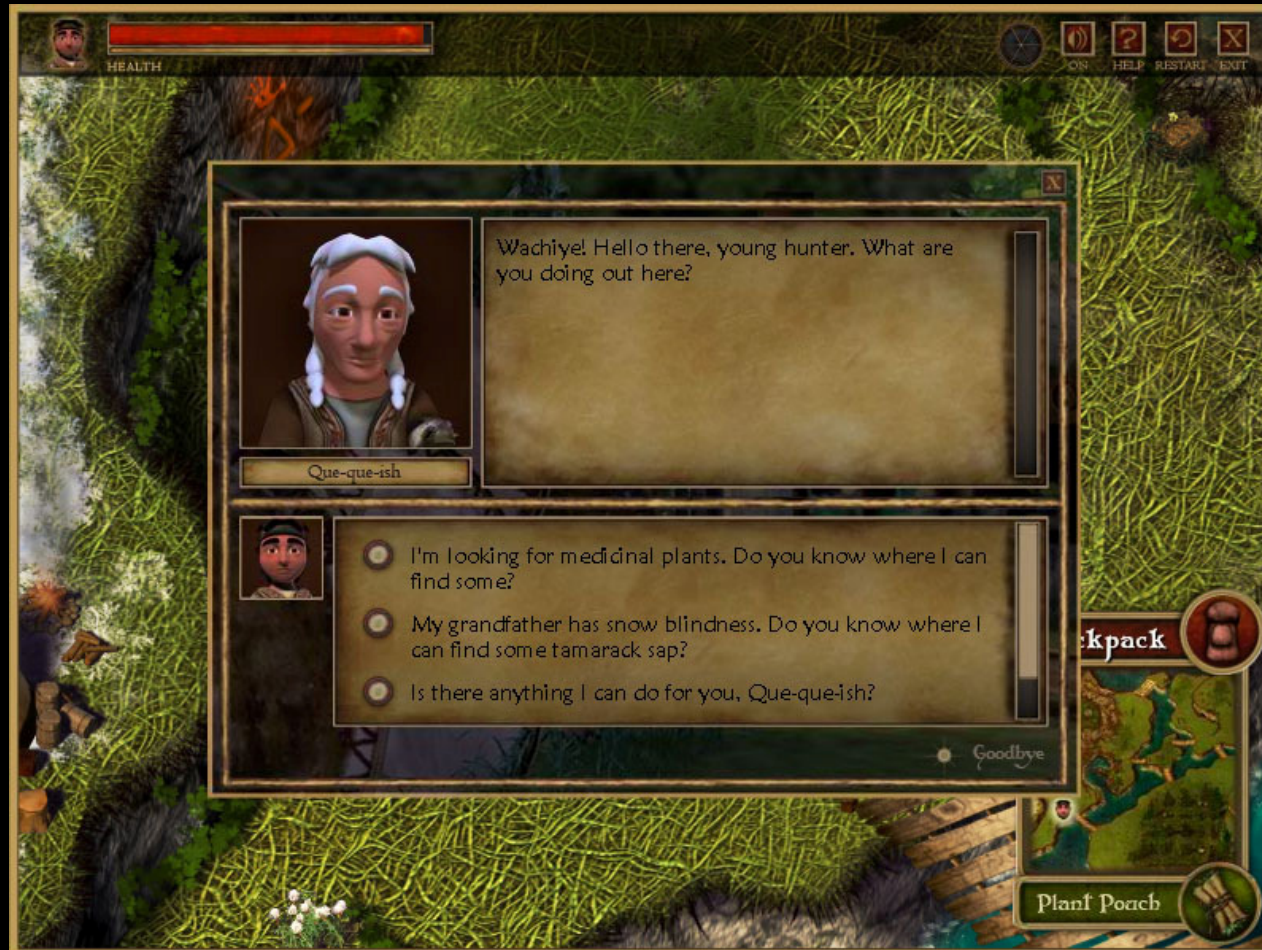 HEALTH
ON
HELP
RESTART
EXIT
X
X
Wachiye! Hello there, young hunter. What are
you doing out here?
Que-que-ish
I'm looking for medicinal plants. Do you know where I can
find some?
My grandfather has snow blindness. Do you know where I
can find some tamarack sap?
Is there anything I can do for you, Que-que-ish?
Goodbye
ckpack
Plant Pouch